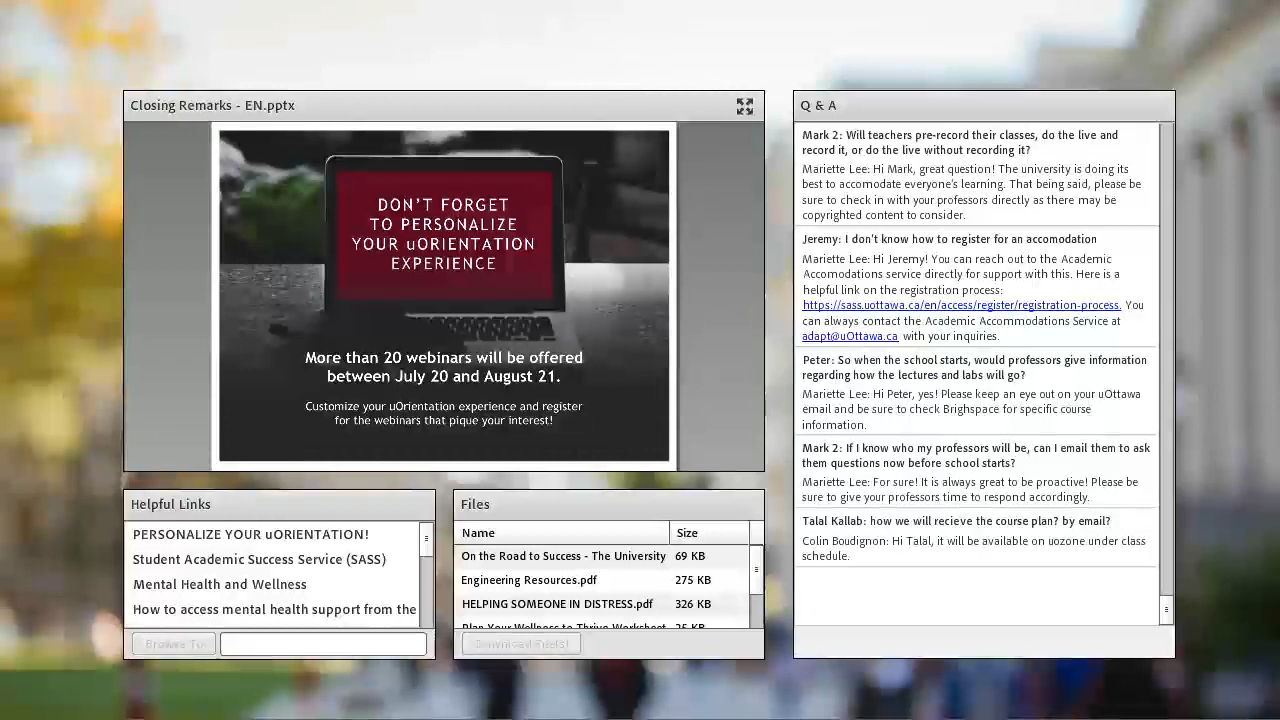 Closing Remarks - EN.pptx
DON'T FORGET
TO PERSONALIZE
YOUR uORIENTATION
EXPERIENCE
More than 20 webinars will be offered
between July 20 and August 21.
Customize your uOrientation experience and register
for the webinars that pique your interest!
Helpful Links
PERSONALIZE YOUR uORIENTATION!
Student Academic Success Service (SASS)
Mental Health and Wellness
How to access mental health support from the
Browse To
Files
Name Size
On the Road to Success - The University 69 KB
Engineering Resources.pdf 275 KB
HELPING SOMEONE IN DISTRESS.pdf 326 KB
Plan Your Wellness to Thrive Worksheet 25 KB
Download File(s)
Q & A
Mark 2: Will teachers pre-record their classes, do the live and
record it, or do the live without recording it?
Mariette Lee: Hi Mark, great question! The university is doing its
best to accomodate everyone's learning. That being said, please be
sure to check in with your professors directly as there may be
copyrighted content to consider.
Jeremy: I don't know how to register for an accomodation
Mariette Lee: Hi Jeremy! You can reach out to the Academic
Accomodations service directly for support with this. Here is a
helpful link on the registration process:
https://sass.uottawa.ca/en/access/register/registration-process. You
can always contact the Academic Accommodations Service at
adapt@uOttawa.ca with your inquiries.
Peter: So when the school starts, would professors give information
regarding how the lectures and labs will go?
Mariette Lee: Hi Peter, yes! Please keep an eye out on your uOttawa
email and be sure to check Brighspace for specific course
information.
Mark 2: If I know who my professors will be, can I email them to ask
them questions now before school starts?
Mariette Lee: For sure! It is always great to be proactive! Please be
sure to give your professors time to respond accordingly.
Talal Kallab: how we will recieve the course plan? by email?
Colin Boudignon: Hi Talal, it will be available on uozone under class
schedule.